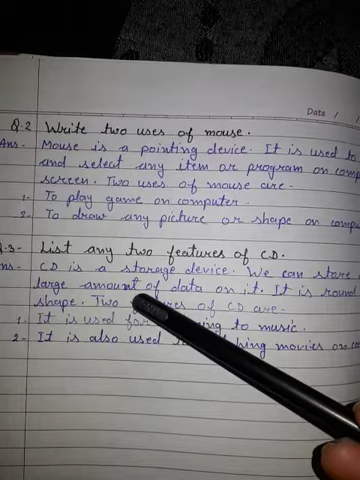 Date / /
Q.2 Write two uses of mouse.
Ans- Mouse is a pointing device. It is used to
and select any item or program on
screen. Two uses of mouse are-
1- To play game on computer.
2- To draw any picture or shape on
Q-3- List any two features of CD.
Ans- CD is a storage device. We can store
large amount of data on it. It is round
shape. Two of CD are-
1- It is used to music.
2- It is also used movies